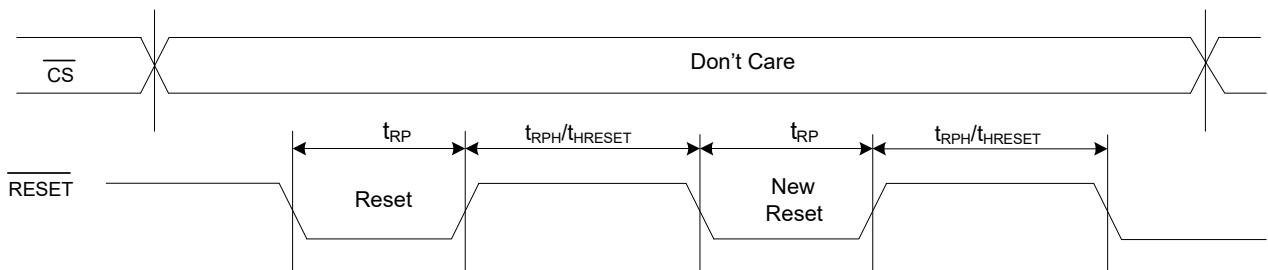 CS
Don't Care
tRP
tRPH/tHRESET
tRP
tRPH/tHRESET
RESET
Reset
New
Reset